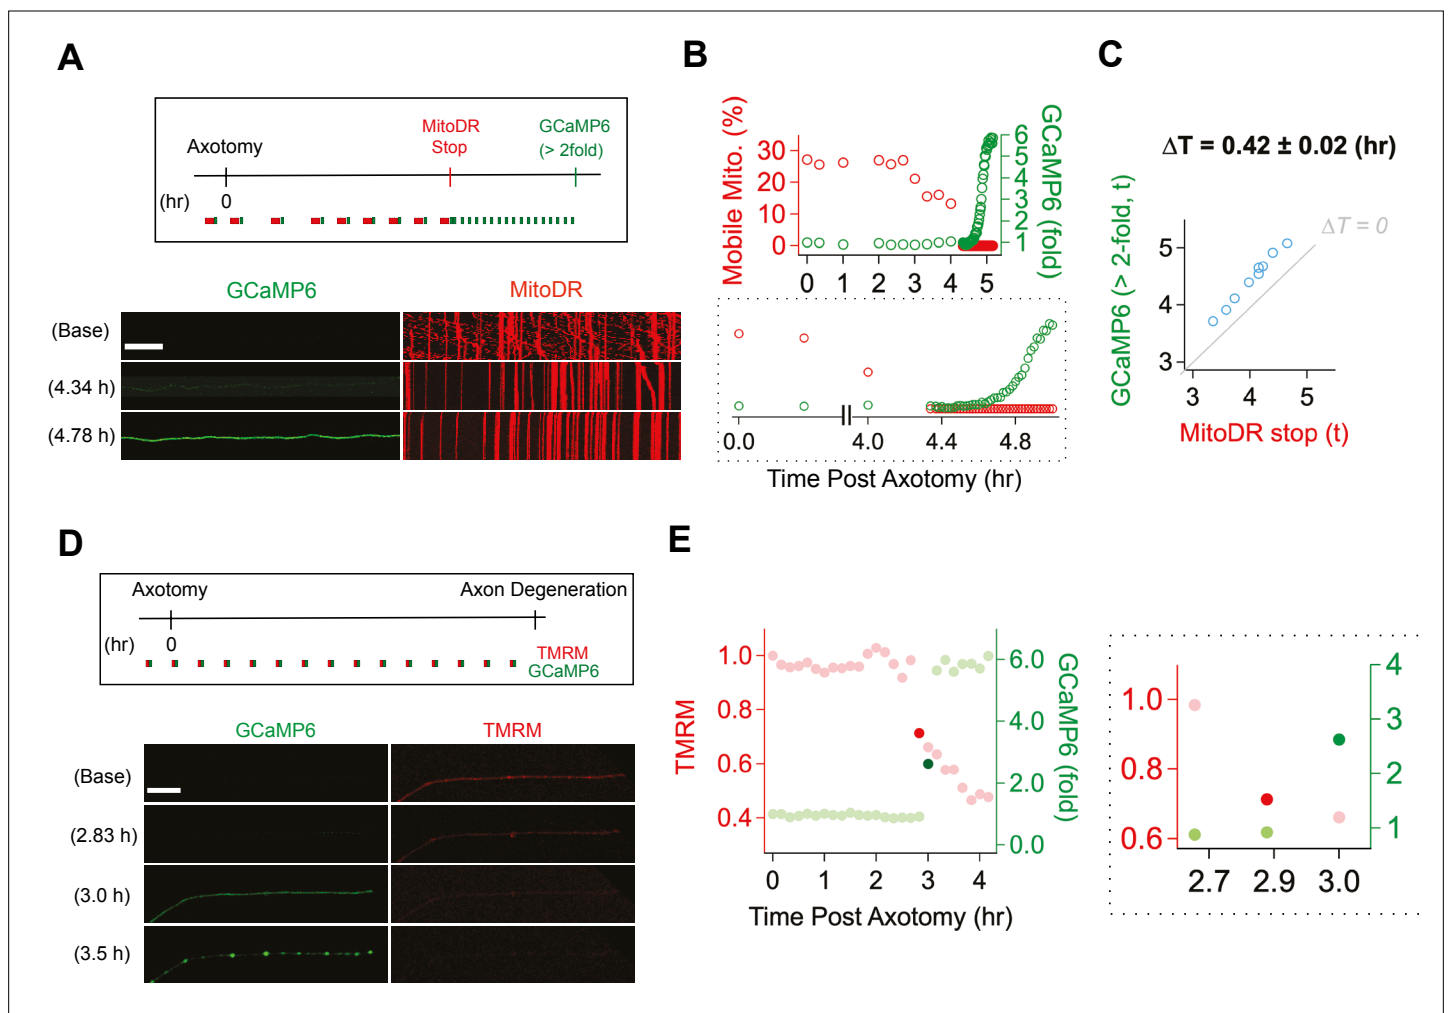 A
Axotomy
MitoDR
Stop
GCaMP6
(> 2fold)
(hr)
0
GCaMP6
MitoDR
(Base)
(4.34 h)
(4.78 h)
B
Mobile Mito. (%)
30
20
10
0
GCaMP6 (fold)
6
5
4
3
2
1
0 1 2 3 4 5
0.0 4.0 4.4 4.8
Time Post Axotomy (hr)
C
ΔT = 0.42 ± 0.02 (hr)
GCaMP6 (> 2-fold, t)
ΔT = 0
5
4
3
3 4 5
MitoDR stop (t)
D
Axotomy
Axon Degeneration
(hr)
0
TMRM
GCaMP6
GCaMP6
TMRM
(Base)
(2.83 h)
(3.0 h)
(3.5 h)
E
TMRM
1.0
0.8
0.6
0.4
GCaMP6 (fold)
6.0
4.0
2.0
0.0
0 1 2 3 4
Time Post Axotomy (hr)
1.0
0.8
0.6
4
3
2
1
2.7 2.9 3.0